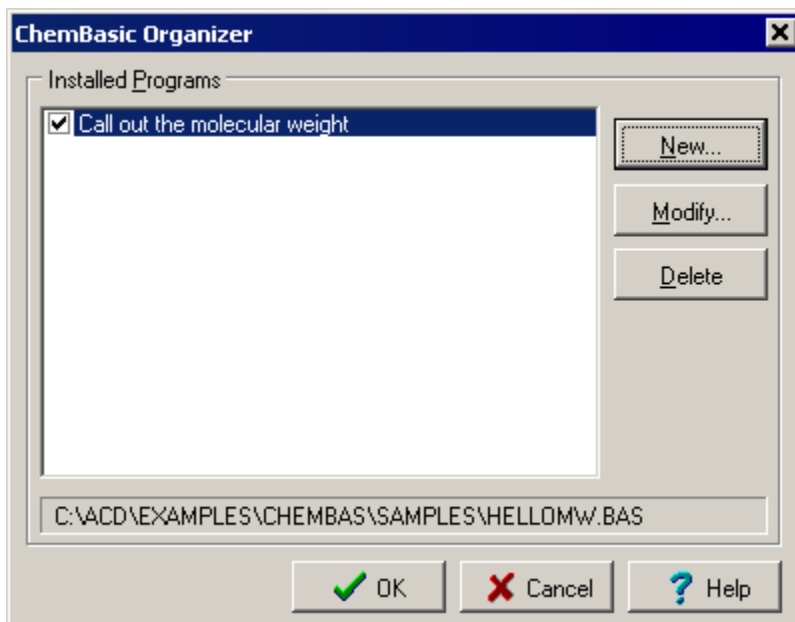 ChemBasic Organizer
Installed Programs
Call out the molecular weight
New...
Modify...
Delete
C:\ACD\EXAMPLES\CHEMBAS\SAMPLES\HELLOMW.BAS
OK
Cancel
Help